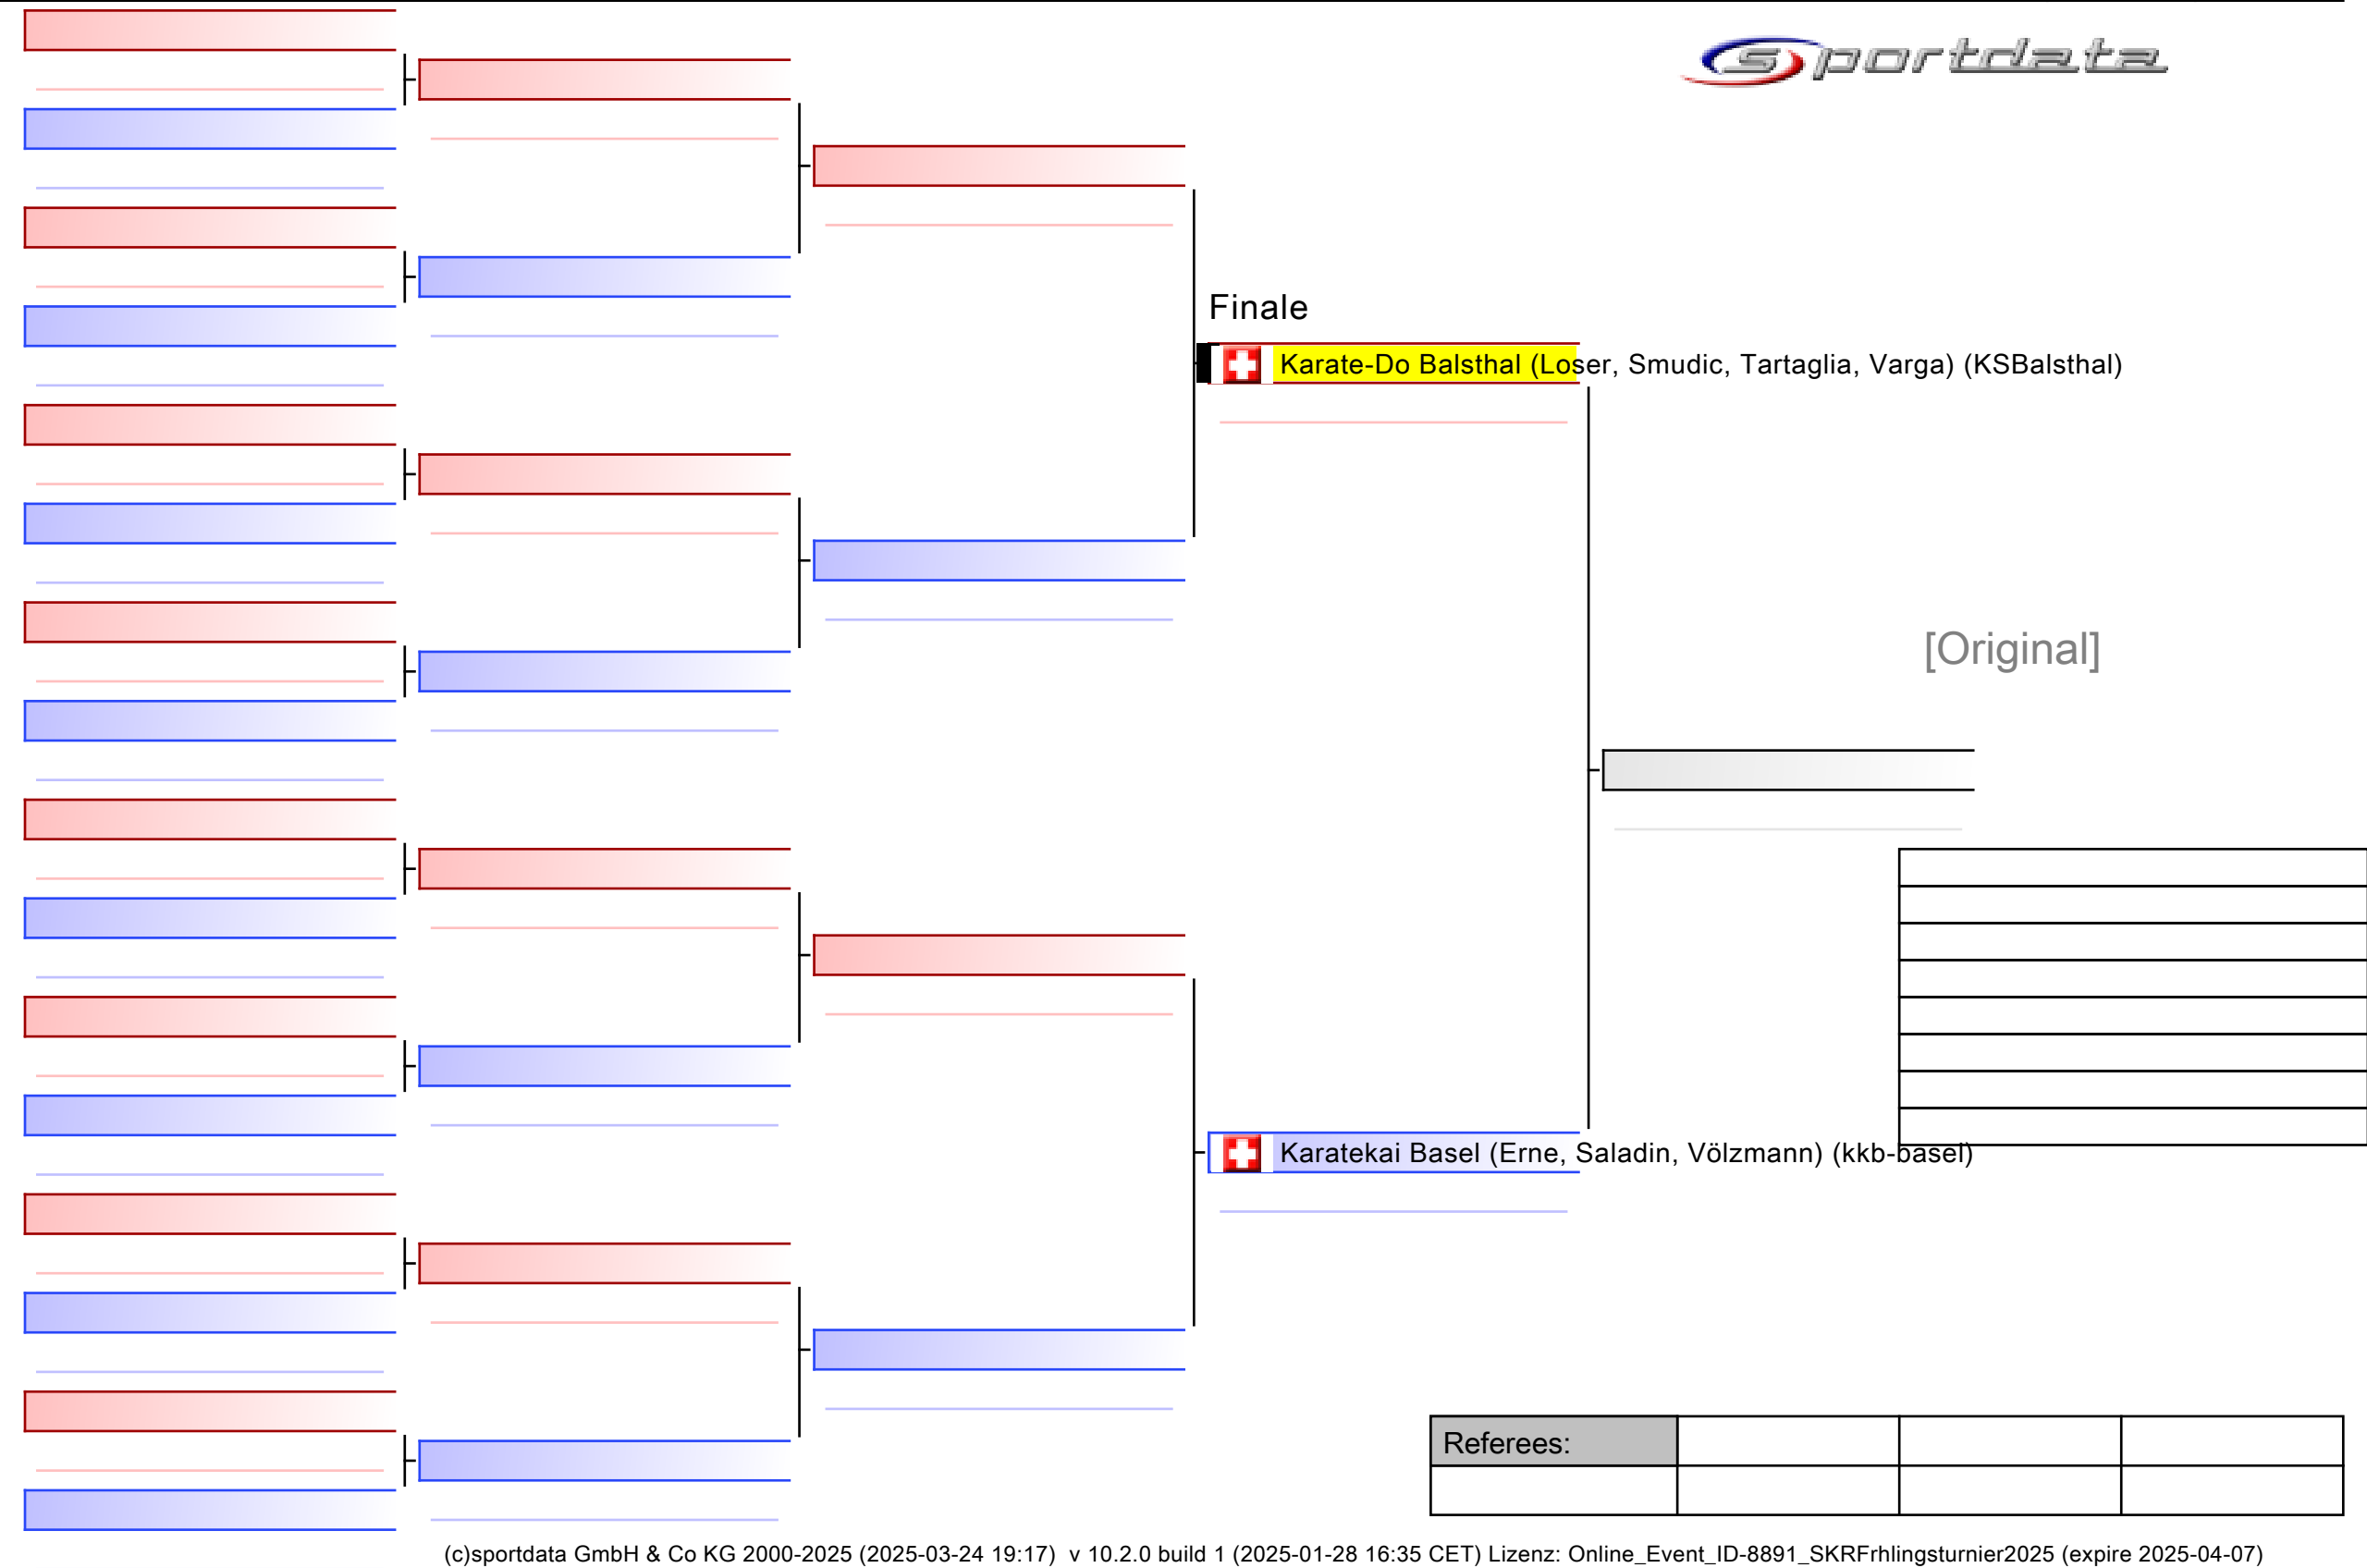 sportdata
Finale
Karate-Do Balsthal (Loser, Smudic, Tartaglia, Varga) (KSBalsthal)
[Original]
Karatekai Basel (Erne, Saladin, Völzmann) (kkb-basel)
Referees:
(c)sportdata GmbH & Co KG 2000-2025 (2025-03-24 19:17)  v 10.2.0 build 1 (2025-01-28 16:35 CET) Lizenz: Online_Event_ID-8891_SKRFrhlingsturnier2025 (expire 2025-04-07)